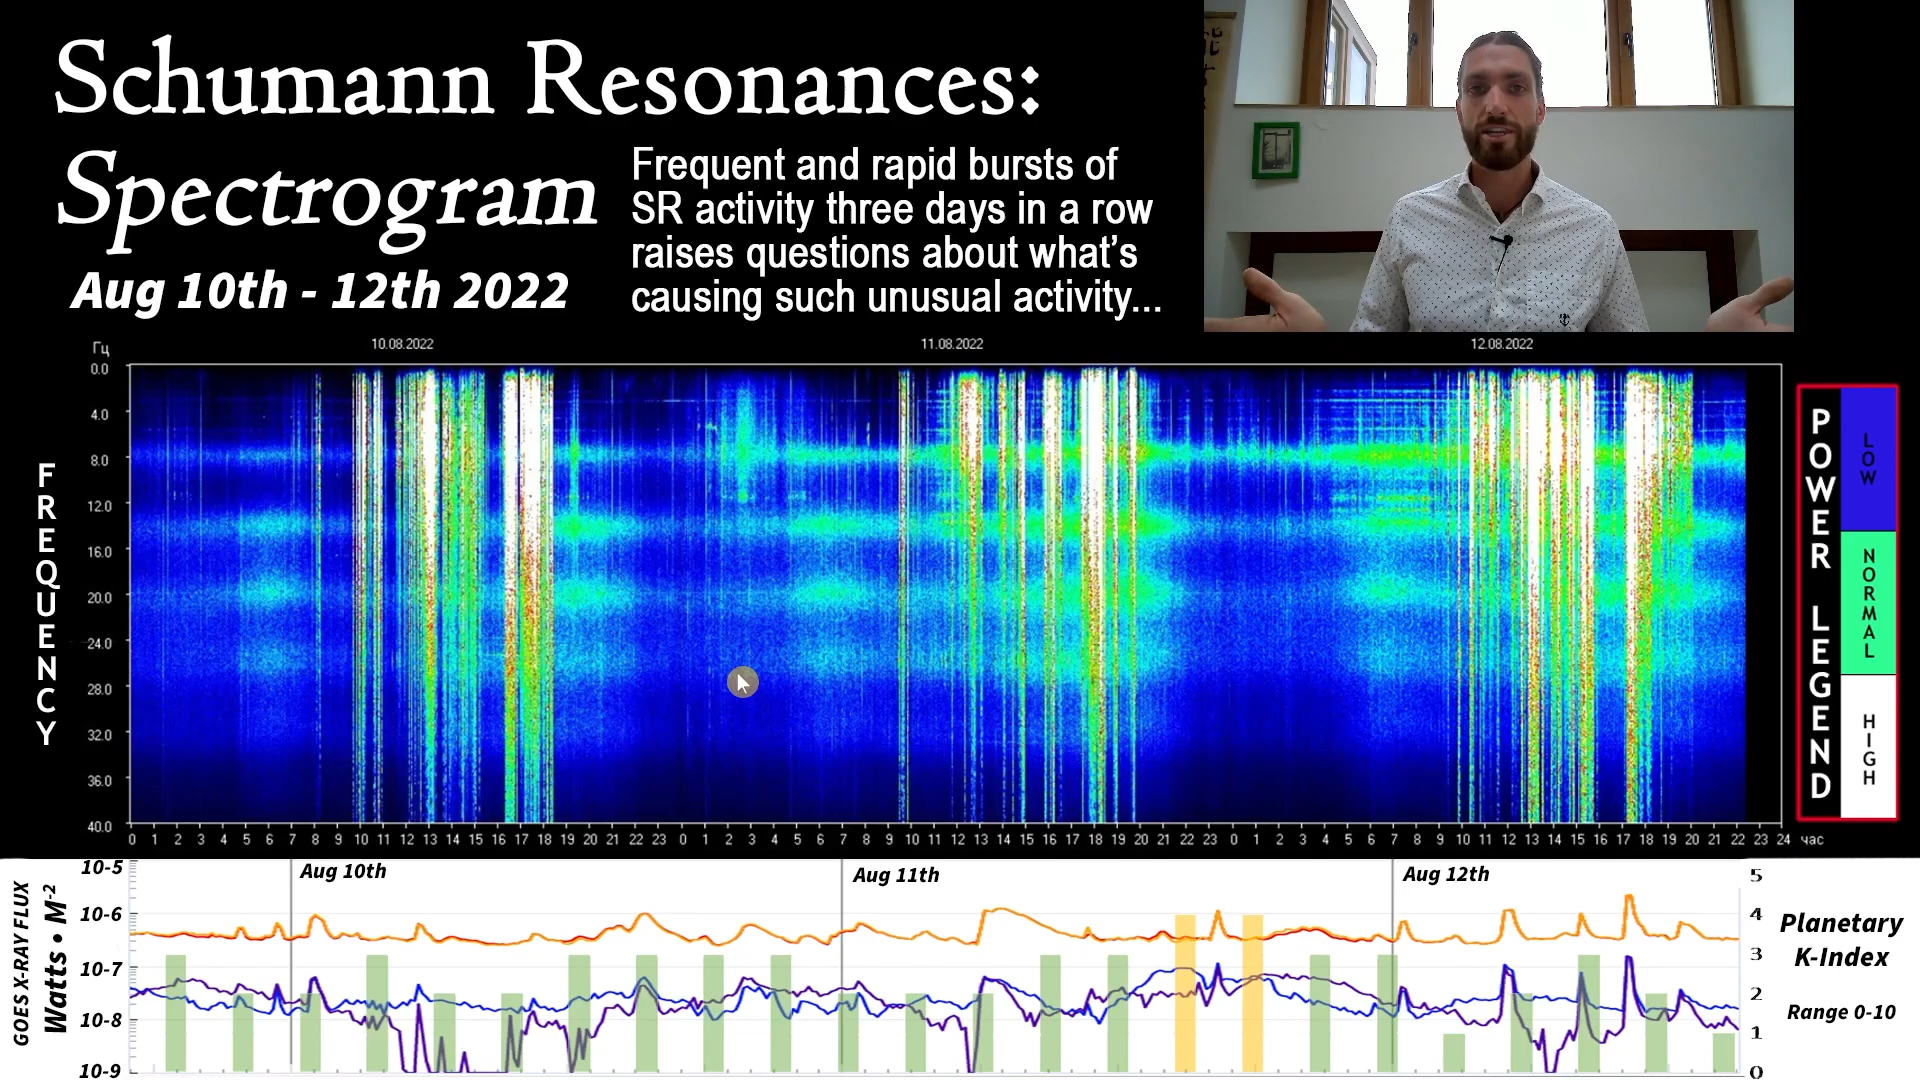 Schumann Resonances:
Spectrogram
Aug 10th - 12th 2022
Frequent and rapid bursts of
SR activity three days in a row
raises questions about what's
causing such unusual activity...
10.08.2022 11.08.2022 12.08.2022
Гц
0.0
4.0
8.0
12.0
16.0
20.0
24.0
28.0
32.0
36.0
40.0
FREQUENCY
0 1 2 3 4 5 6 7 8 9 10 11 12 13 14 15 16 17 18 19 20 21 22 23 0 1 2 3 4 5 6 7 8 9 10 11 12 13 14 15 16 17 18 19 20 21 22 23 0 1 2 3 4 5 6 7 8 9 10 11 12 13 14 15 16 17 18 19 20 21 22 23 24 час
POWER LEGEND
LOW
NORMAL
HIGH
GOES X-RAY FLUX
Watts • M-2
10-5
10-6
10-7
10-8
10-9
Aug 10th
Aug 11th
Aug 12th
5
4
3
2
1
0
Planetary
K-Index
Range 0-10